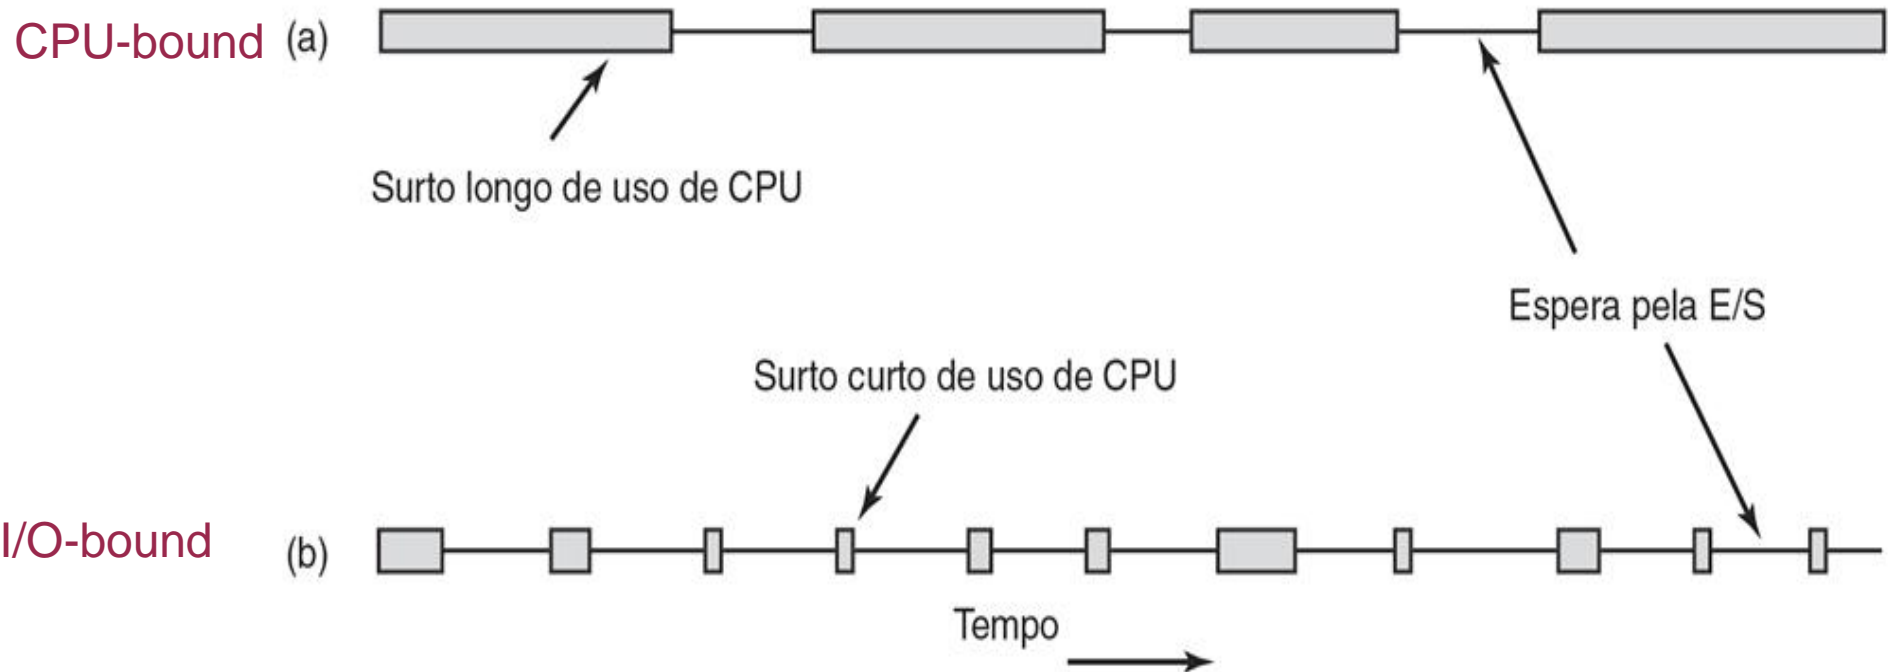 CPU-bound (a)
Surto longo de uso de CPU
Espera pela E/S
Surto curto de uso de CPU
I/O-bound (b)
Tempo